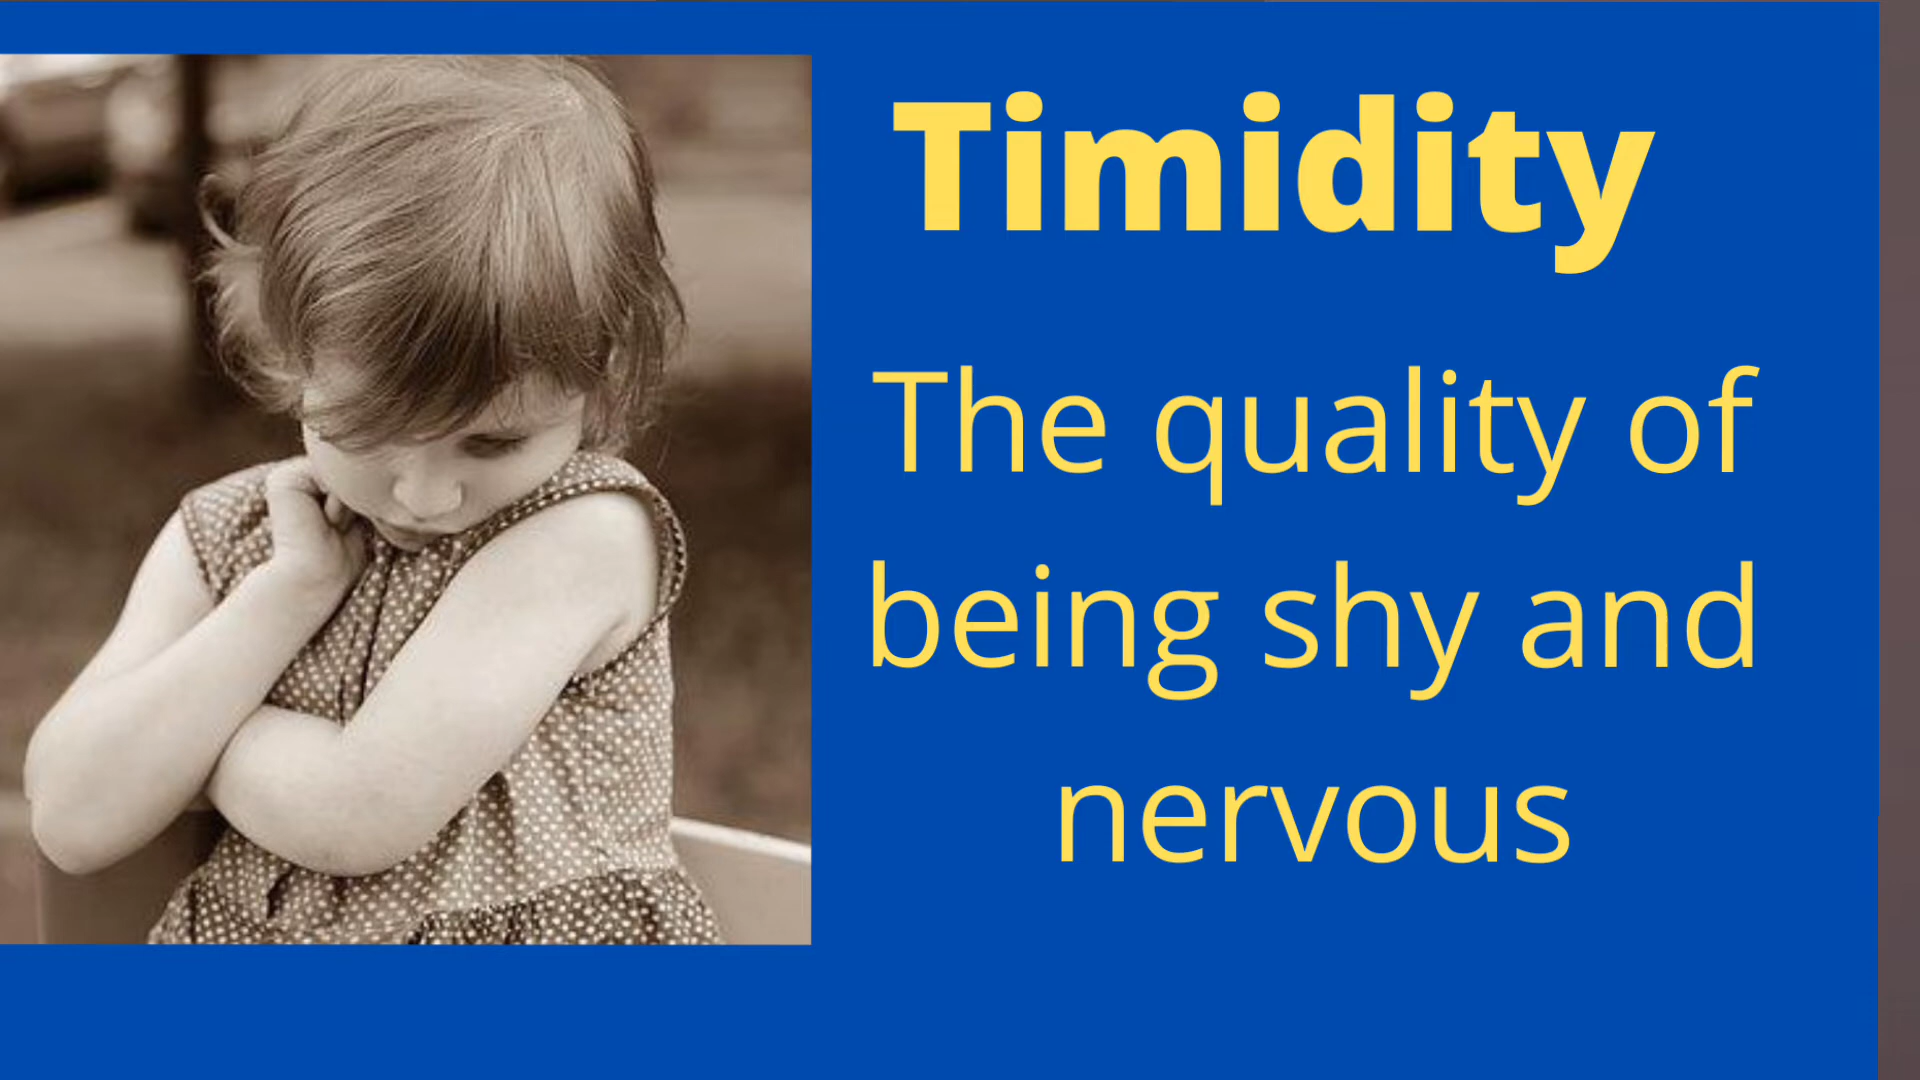 Timidity
The quality of
being shy and
nervous